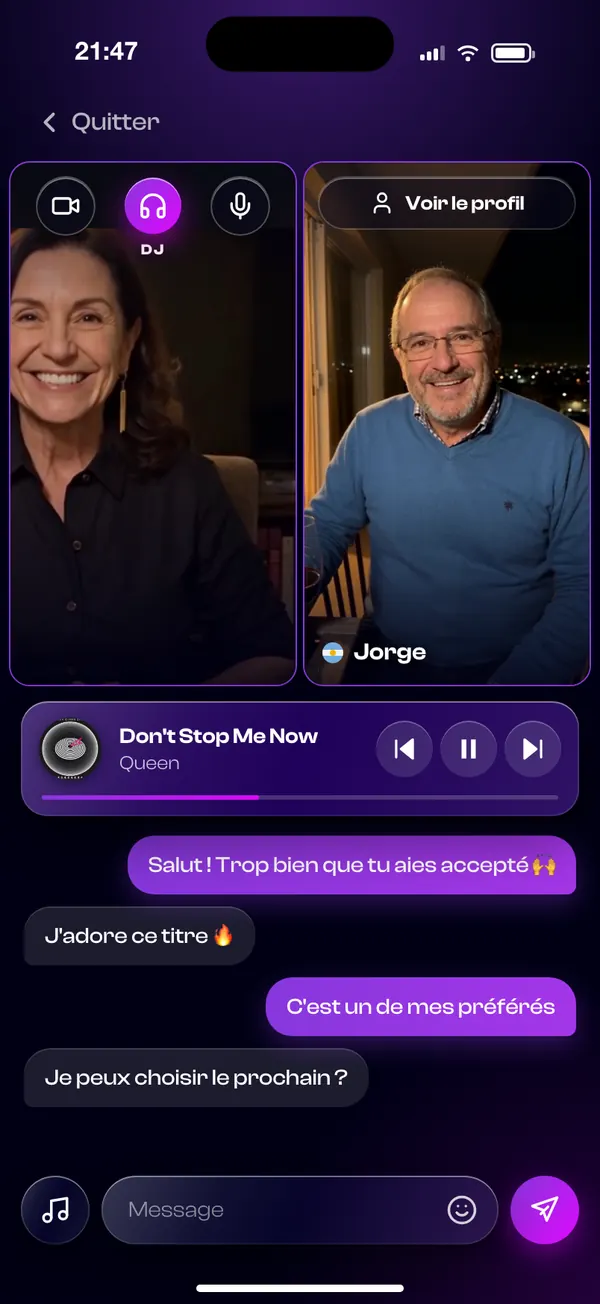 21:47
Quitter
DJ
Voir le profil
🇦🇷 Jorge
Don't Stop Me Now
Queen
Salut ! Trop bien que tu aies accepté 🙌
J'adore ce titre 🔥
C'est un de mes préférés
Je peux choisir le prochain ?
Message